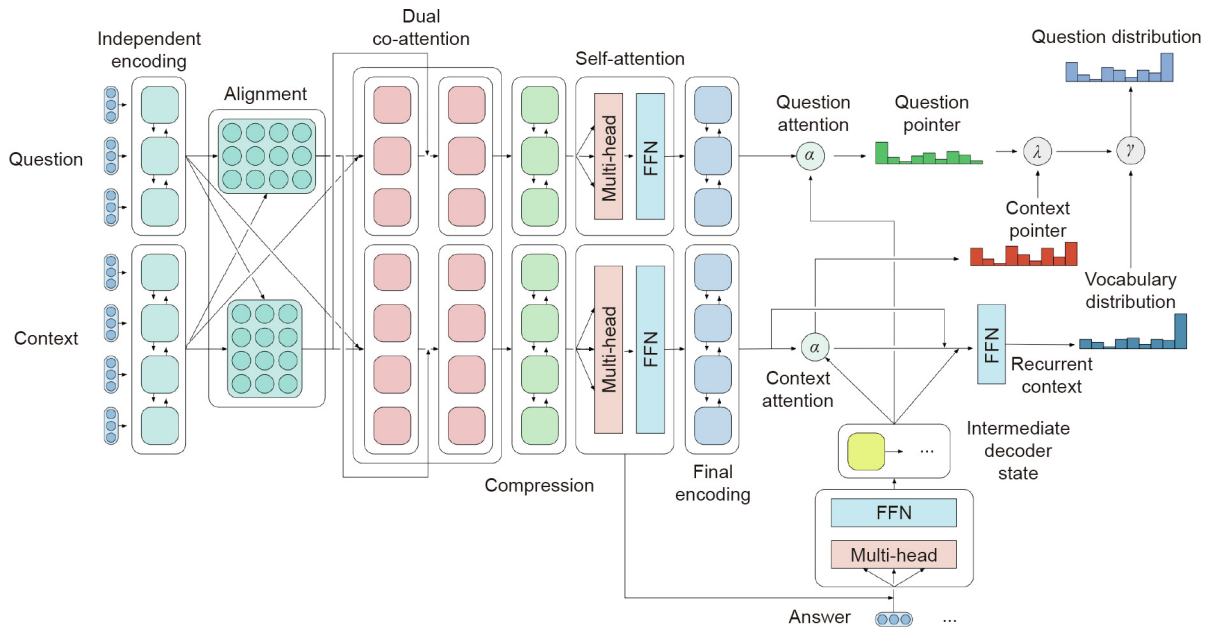 Dual
co-attention
Independent
encoding
Alignment
Self-attention
Question distribution
Question
attention
Question
pointer
Question
Multi-head
FFN
α
λ
γ
Context
pointer
Context
Multi-head
FFN
α
Context
attention
FFN
Vocabulary
distribution
Recurrent
context
Compression
Final
encoding
...
Intermediate
decoder
state
FFN
Multi-head
Answer
...